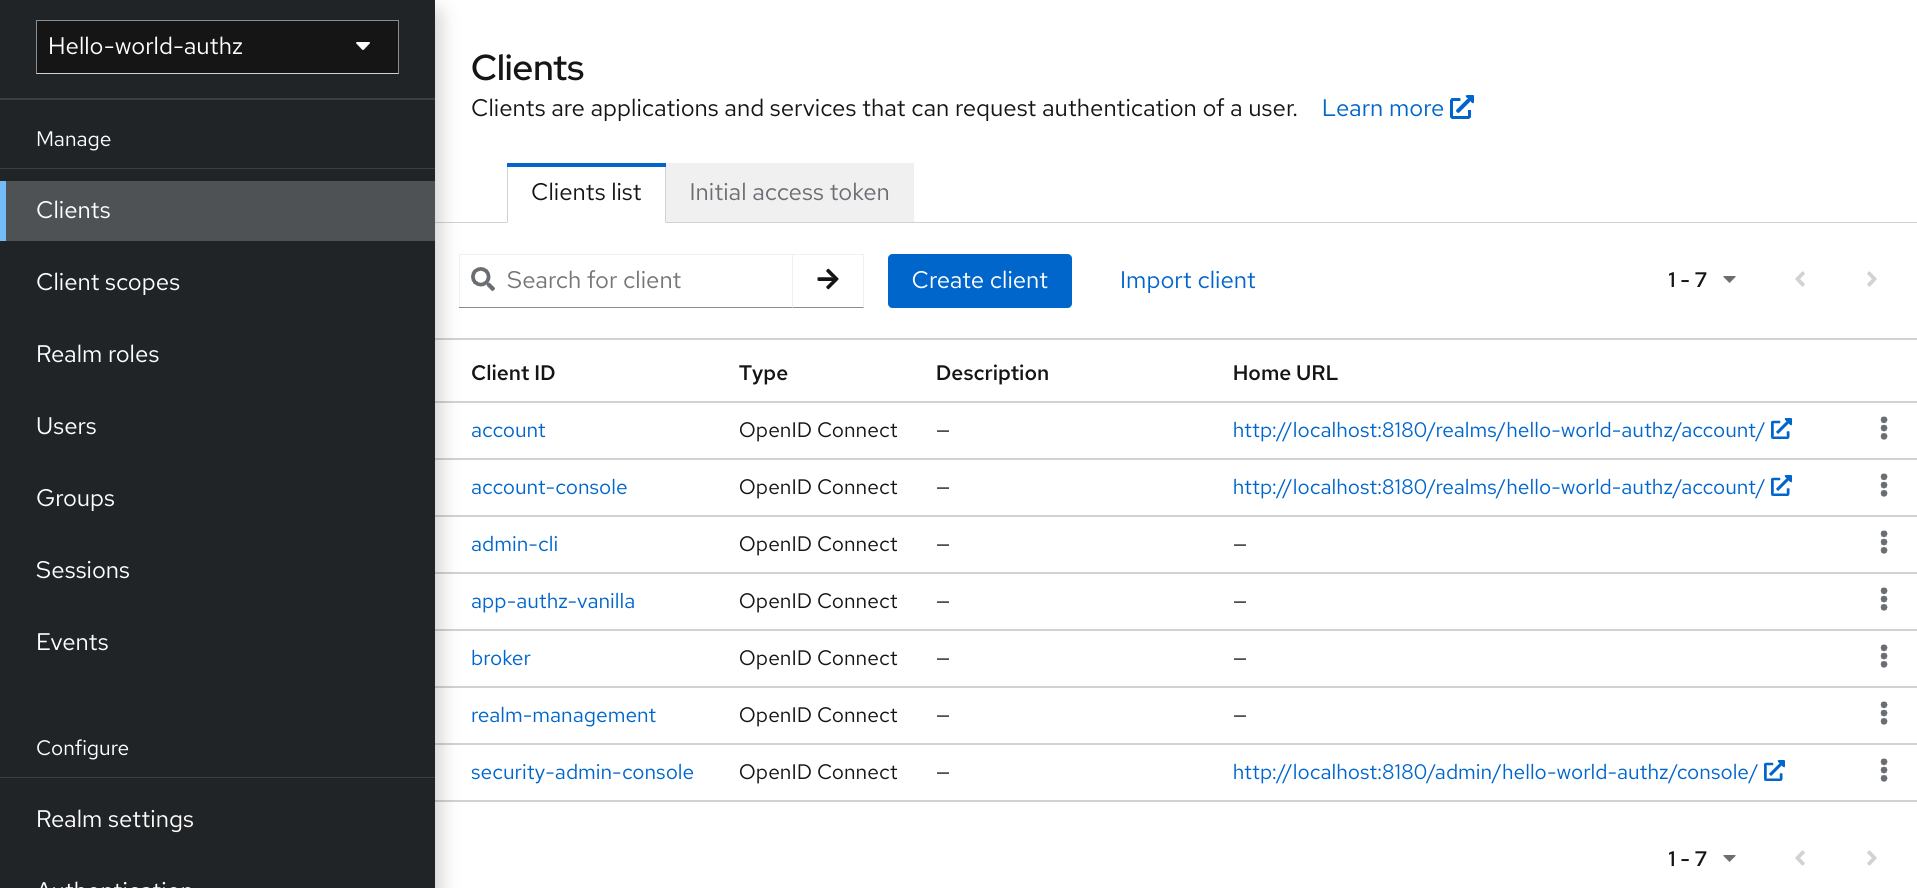 Hello-world-authz
Manage
Clients
Client scopes
Realm roles
Users
Groups
Sessions
Events
Configure
Realm settings
Authentication
Clients
Clients are applications and services that can request authentication of a user. Learn more
Clients list Initial access token
Search for client Create client Import client 1 - 7
Client ID Type Description Home URL
account OpenID Connect – http://localhost:8180/realms/hello-world-authz/account/
account-console OpenID Connect – http://localhost:8180/realms/hello-world-authz/account/
admin-cli OpenID Connect – –
app-authz-vanilla OpenID Connect – –
broker OpenID Connect – –
realm-management OpenID Connect – –
security-admin-console OpenID Connect – http://localhost:8180/admin/hello-world-authz/console/
1 - 7